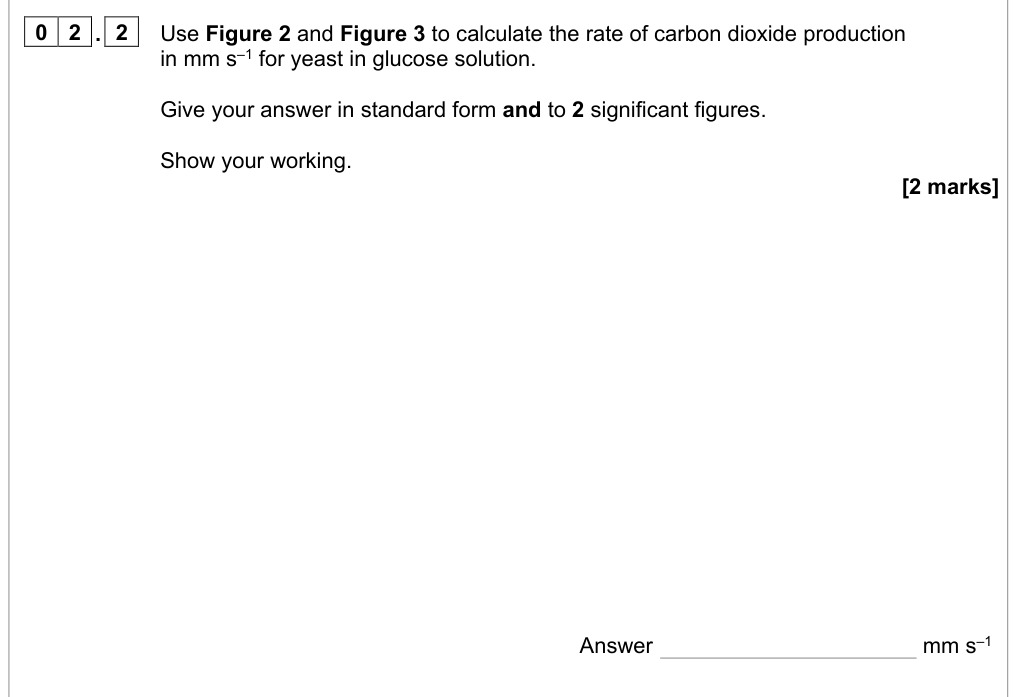 0 2 . 2 Use Figure 2 and Figure 3 to calculate the rate of carbon dioxide production
in mm s⁻¹ for yeast in glucose solution.
Give your answer in standard form and to 2 significant figures.
Show your working.
[2 marks]
Answer mm s⁻¹